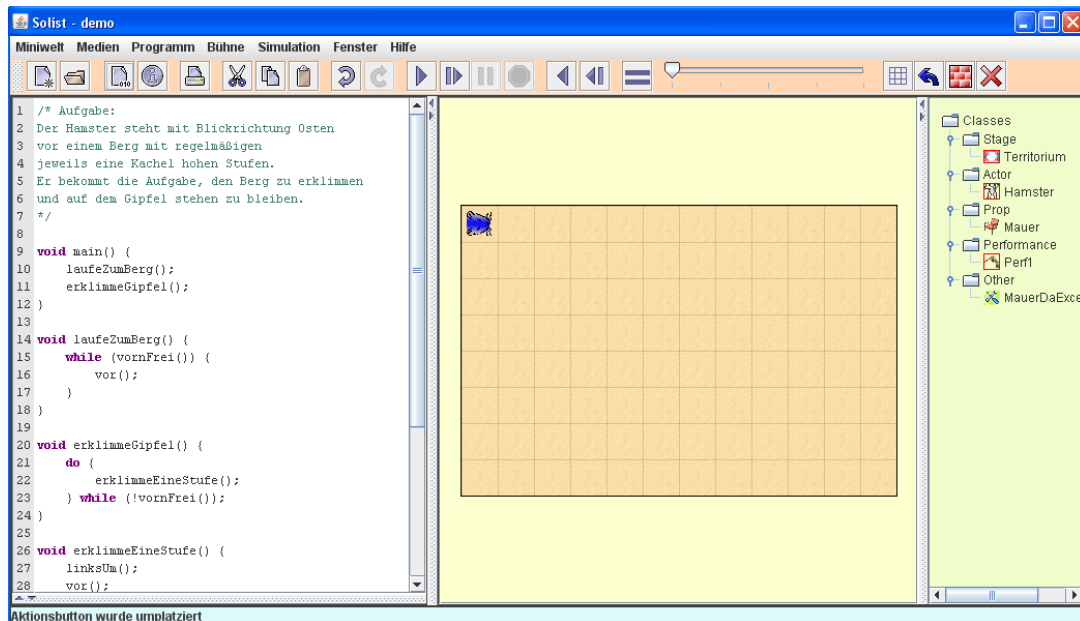 Solist - demo
Miniwelt Medien Programm Bühne Simulation Fenster Hilfe
1 /* Aufgabe:
2 Der Hamster steht mit Blickrichtung Osten
3 vor einem Berg mit regelmäßigen
4 jeweils eine Kachel hohen Stufen.
5 Er bekommt die Aufgabe, den Berg zu erklimmen
6 und auf dem Gipfel stehen zu bleiben.
7 */
8
9 void main() {
10 laufeZumBerg();
11 erklimmeGipfel();
12 }
13
14 void laufeZumBerg() {
15 while (vornFrei()) {
16 vor();
17 }
18 }
19
20 void erklimmeGipfel() {
21 do {
22 erklimmeEineStufe();
23 } while (!vornFrei());
24 }
25
26 void erklimmeEineStufe() {
27 linksUm();
28 vor();
Classes
Stage
Territorium
Actor
Hamster
Prop
Mauer
Performance
Perf1
Other
MauerDaExce
Aktionsbutton wurde umplatziert